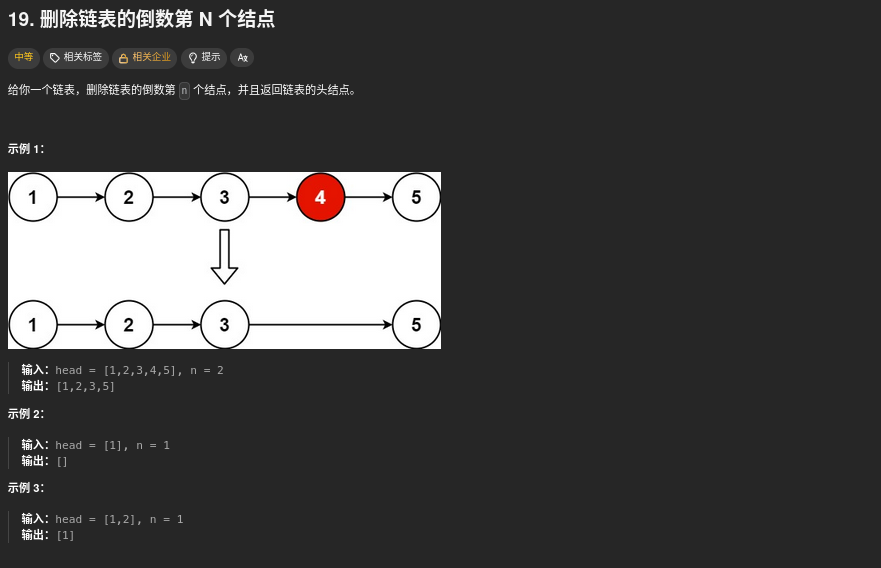 19. 删除链表的倒数第 N 个结点
中等 相关标签 相关企业 提示 AX
给你一个链表，删除链表的倒数第 n 个结点，并且返回链表的头结点。
示例 1：
1 2 3 4 5
1 2 3 5
输入：head = [1,2,3,4,5], n = 2
输出：[1,2,3,5]
示例 2：
输入：head = [1], n = 1
输出：[]
示例 3：
输入：head = [1,2], n = 1
输出：[1]